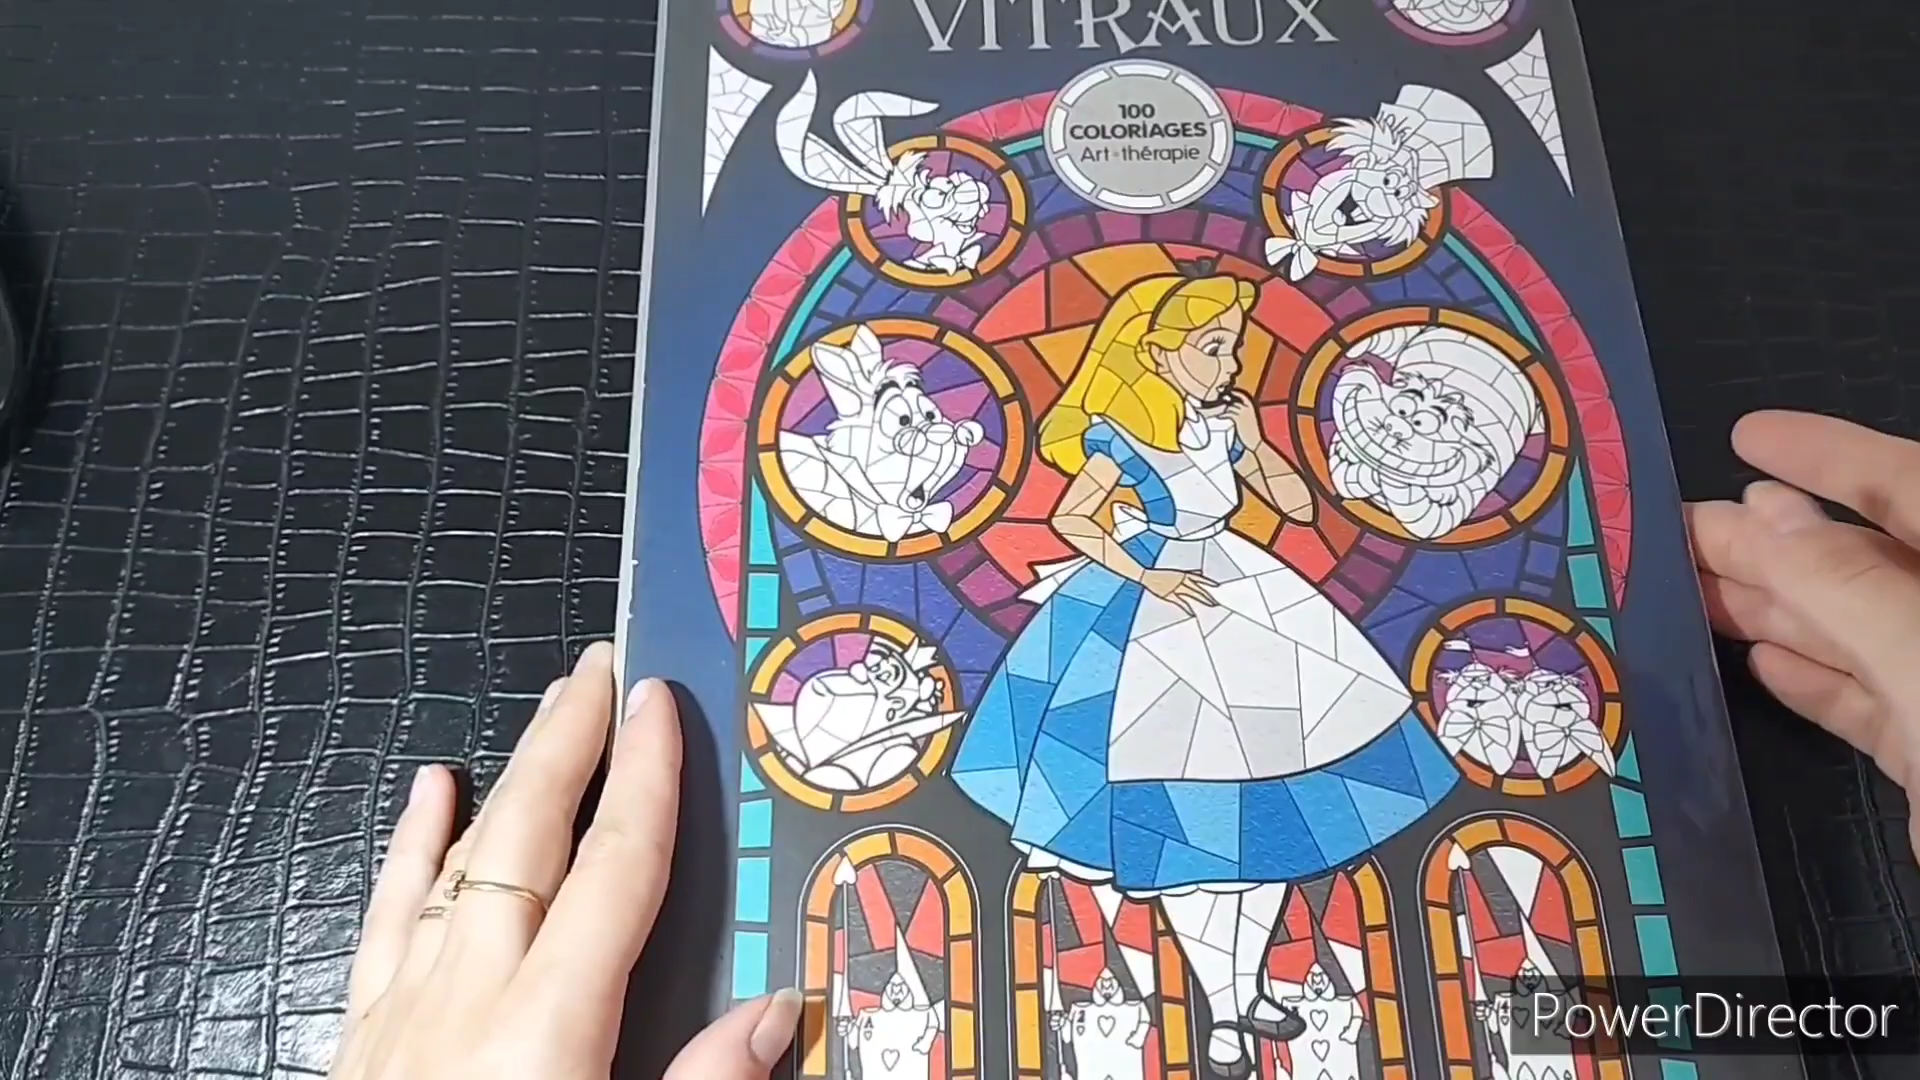 VITRAUX
100
COLORIAGES
Art-thérapie
PowerDirector